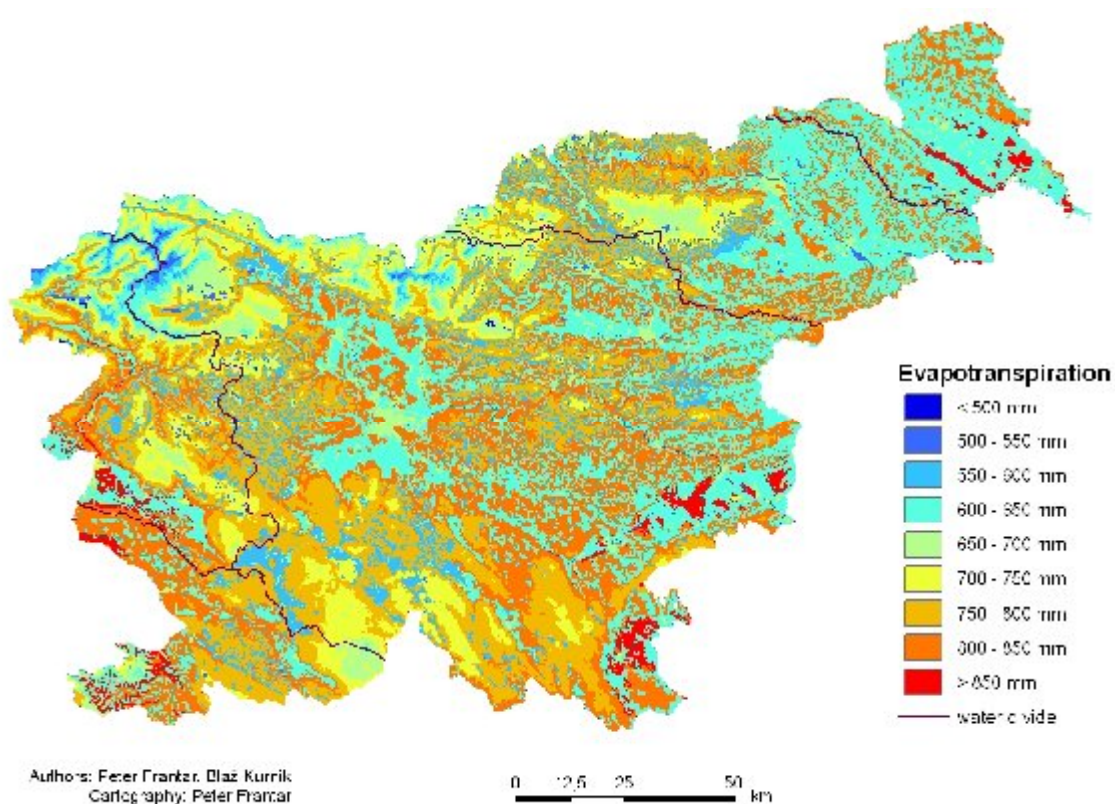 Evapotranspiration
< 500 mm
500 - 550 mm
550 - 600 mm
600 - 650 mm
650 - 700 mm
700 - 750 mm
750 - 800 mm
800 - 850 mm
> 850 mm
water divide
Authors: Peter Frantar, Blaž Kurnik
Cartography: Peter Frantar
0 12,5 25 50
km